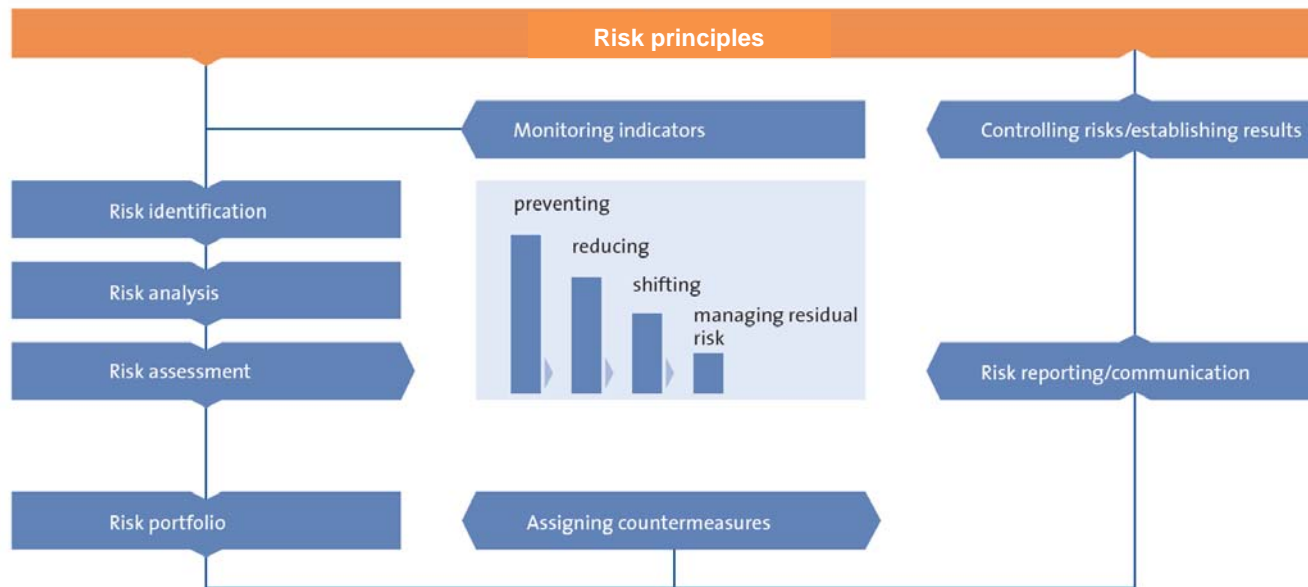 Risk principles
Monitoring indicators
Controlling risks/establishing results
Risk identification
preventing
reducing
Risk analysis
shifting
managing residual
risk
Risk assessment
Risk reporting/communication
Risk portfolio
Assigning countermeasures